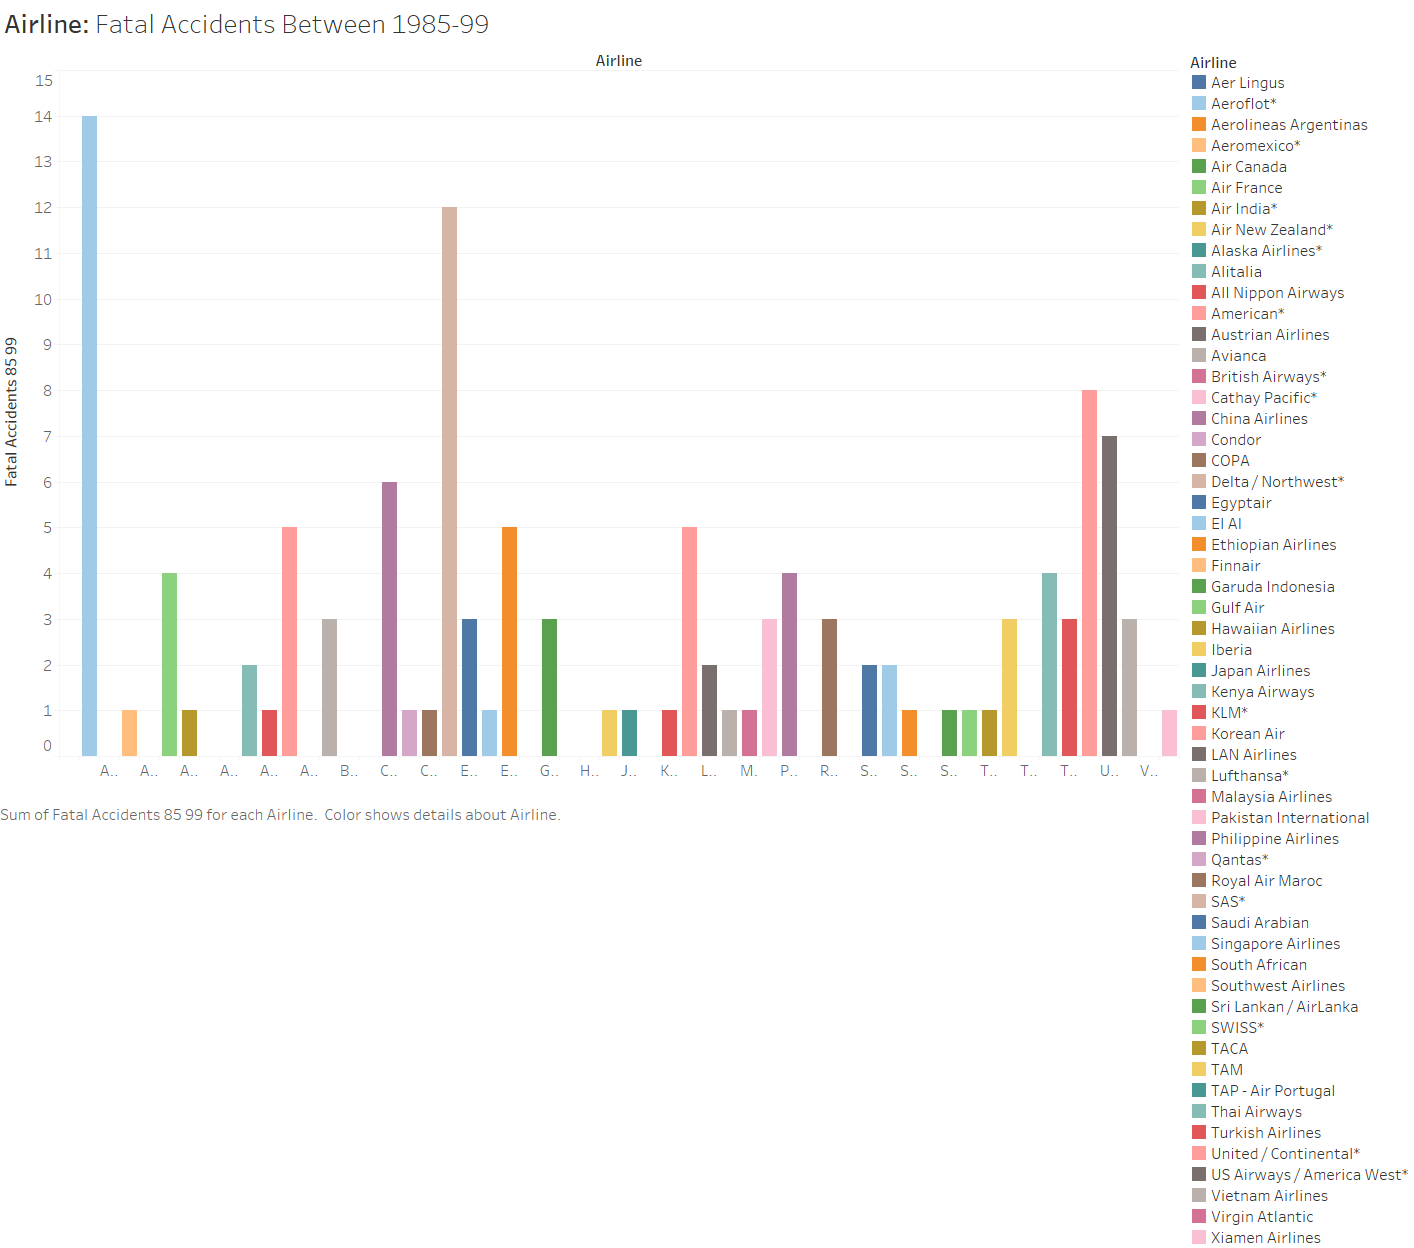 Airline: Fatal Accidents Between 1985-99
Airline
15
14
13
12
11
10
9
8
7
6
5
4
3
2
1
0
Fatal Accidents 85 99
A.. A.. A.. A.. A.. A.. B.. C.. C.. E.. E.. G.. H.. J.. K.. L.. M. P.. R.. S.. S.. S.. T.. T.. T.. U.. V..
Sum of Fatal Accidents 85 99 for each Airline. Color shows details about Airline.
Airline
Aer Lingus
Aeroflot*
Aerolineas Argentinas
Aeromexico*
Air Canada
Air France
Air India*
Air New Zealand*
Alaska Airlines*
Alitalia
All Nippon Airways
American*
Austrian Airlines
Avianca
British Airways*
Cathay Pacific*
China Airlines
Condor
COPA
Delta / Northwest*
Egyptair
El Al
Ethiopian Airlines
Finnair
Garuda Indonesia
Gulf Air
Hawaiian Airlines
Iberia
Japan Airlines
Kenya Airways
KLM*
Korean Air
LAN Airlines
Lufthansa*
Malaysia Airlines
Pakistan International
Philippine Airlines
Qantas*
Royal Air Maroc
SAS*
Saudi Arabian
Singapore Airlines
South African
Southwest Airlines
Sri Lankan / AirLanka
SWISS*
TACA
TAM
TAP - Air Portugal
Thai Airways
Turkish Airlines
United / Continental*
US Airways / America West*
Vietnam Airlines
Virgin Atlantic
Xiamen Airlines